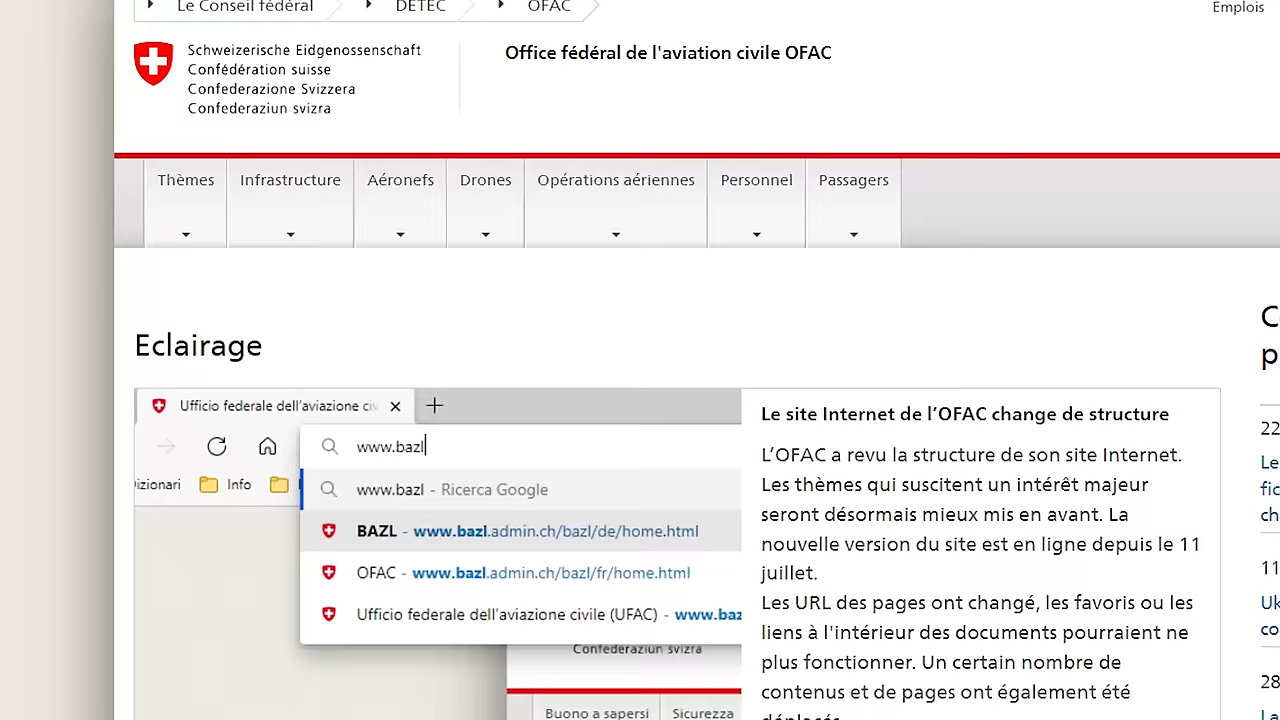 Le Conseil fédéral
DETEC
OFAC
Emplois
Schweizerische Eidgenossenschaft
Confédération suisse
Confederazione Svizzera
Confederaziun svizra
Office fédéral de l'aviation civile OFAC
Thèmes
Infrastructure
Aéronefs
Drones
Opérations aériennes
Personnel
Passagers
Eclairage
Ufficio federale dell'aviazione civ
www.bazl
izionari
Info
www.bazl - Ricerca Google
BAZL - www.bazl.admin.ch/bazl/de/home.html
OFAC - www.bazl.admin.ch/bazl/fr/home.html
Ufficio federale dell'aviazione civile (UFAC) - www.baz
Confederaziun svizra
Buono a sapersi
Sicurezza
Le site Internet de l’OFAC change de structure
L’OFAC a revu la structure de son site Internet.
Les thèmes qui suscitent un intérêt majeur
seront désormais mieux mis en avant. La
nouvelle version du site est en ligne depuis le 11
juillet.
Les URL des pages ont changé, les favoris ou les
liens à l'intérieur des documents pourraient ne
plus fonctionner. Un certain nombre de
contenus et de pages ont également été
déplacés.
C
p
22
Le
fic
ch
11
Uk
co
28
La